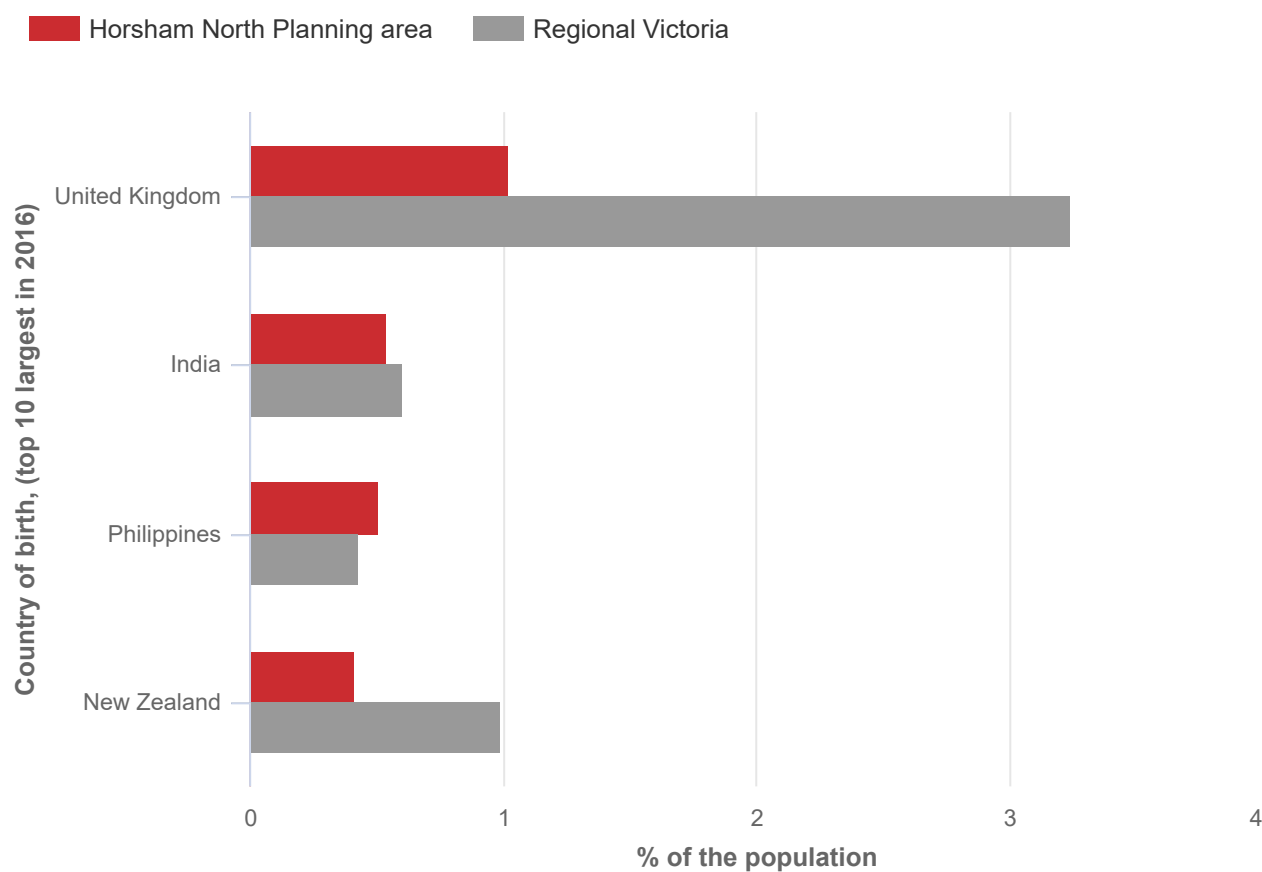 Horsham North Planning area
Regional Victoria
Country of birth, (top 10 largest in 2016)
United Kingdom
India
Philippines
New Zealand
0 1 2 3 4
% of the population